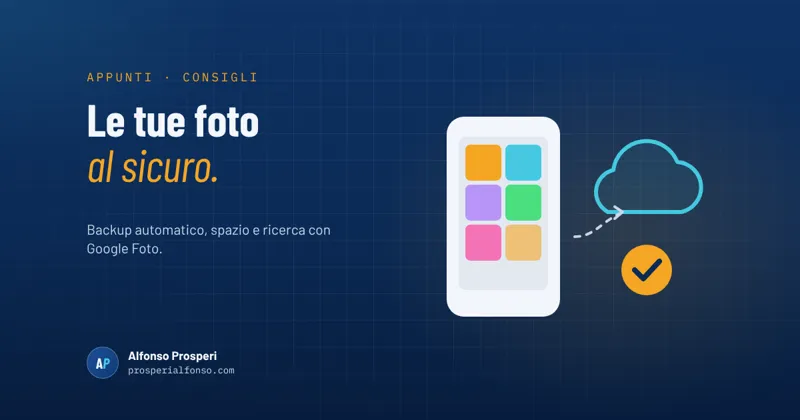 APPUNTI · CONSIGLI
Le tue foto
al sicuro.
Backup automatico, spazio e ricerca con
Google Foto.
AP
Alfonso Prosperi
prosperialfonso.com